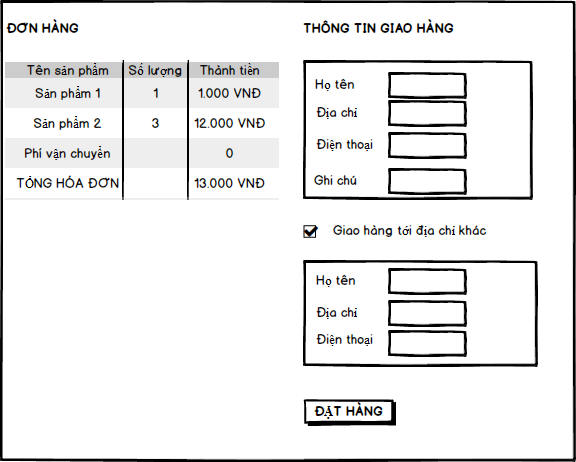 ĐƠN HÀNG
Tên sản phẩm Số lượng Thành tiền
Sản phẩm 1 1 1.000 VNĐ
Sản phẩm 2 3 12.000 VNĐ
Phí vận chuyển 0
TỔNG HÓA ĐƠN 13.000 VNĐ
THÔNG TIN GIAO HÀNG
Họ tên
Địa chỉ
Điện thoại
Ghi chú
Giao hàng tới địa chỉ khác
Họ tên
Địa chỉ
Điện thoại
ĐẶT HÀNG